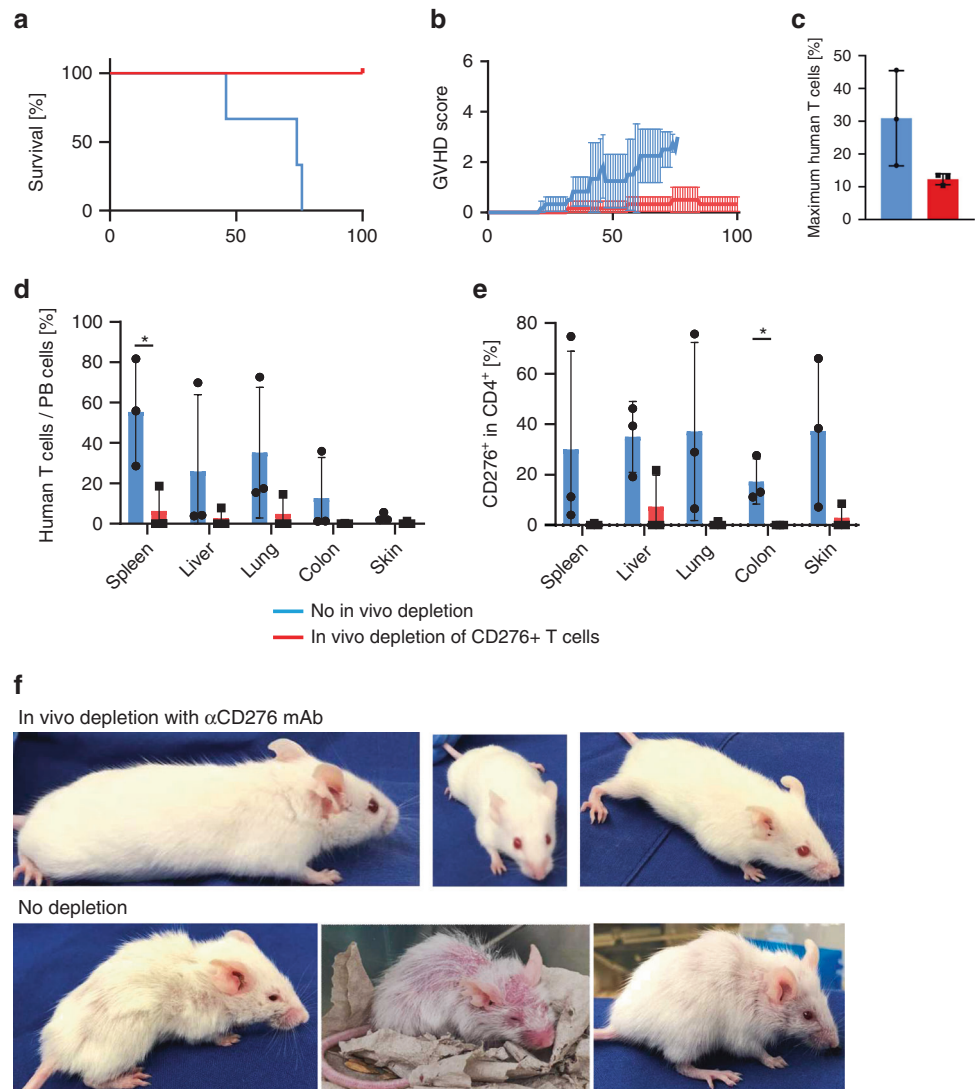 a
Survival [%]
100
50
0
0
50
100
b
GVHD score
6
4
2
0
0
50
100
c
Maximum human T cells [%]
50
40
30
20
10
0
d
Human T cells / PB cells [%]
100
80
60
40
20
0
*
Spleen
Liver
Lung
Colon
Skin
e
CD276⁺ in CD4⁺ [%]
80
60
40
20
0
*
Spleen
Liver
Lung
Colon
Skin
No in vivo depletion
In vivo depletion of CD276+ T cells
f
In vivo depletion with αCD276 mAb
No depletion